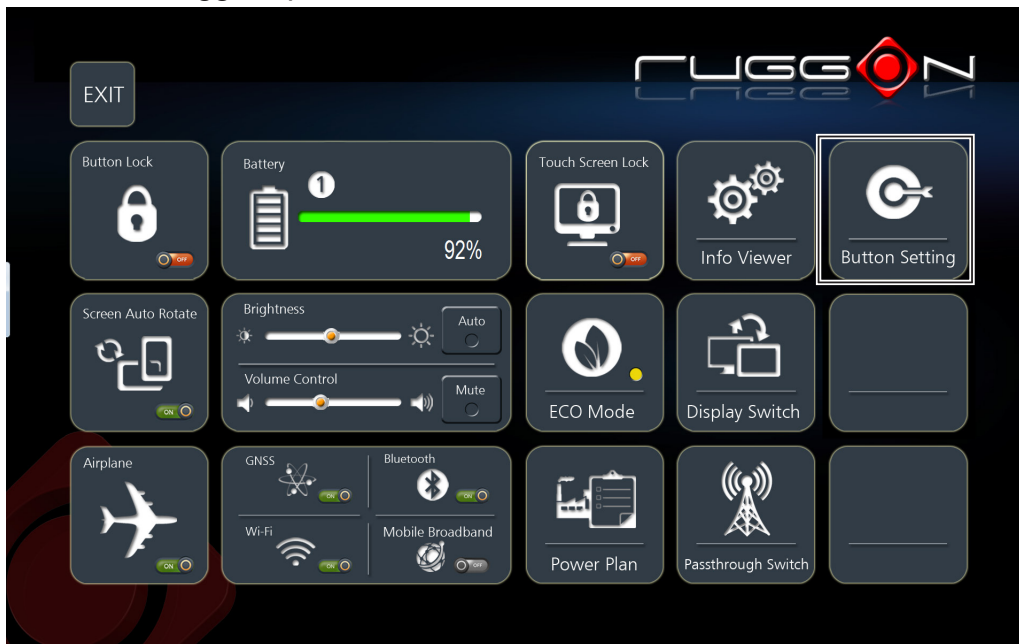 EXIT
RUGGON
Button Lock
OFF
Battery
1
92%
Touch Screen Lock
OFF
Info Viewer
Button Setting
Screen Auto Rotate
ON
Brightness
Auto
Volume Control
Mute
ECO Mode
Display Switch
Airplane
ON
GNSS
ON
Bluetooth
ON
Wi-Fi
ON
Mobile Broadband
OFF
Power Plan
Passthrough Switch